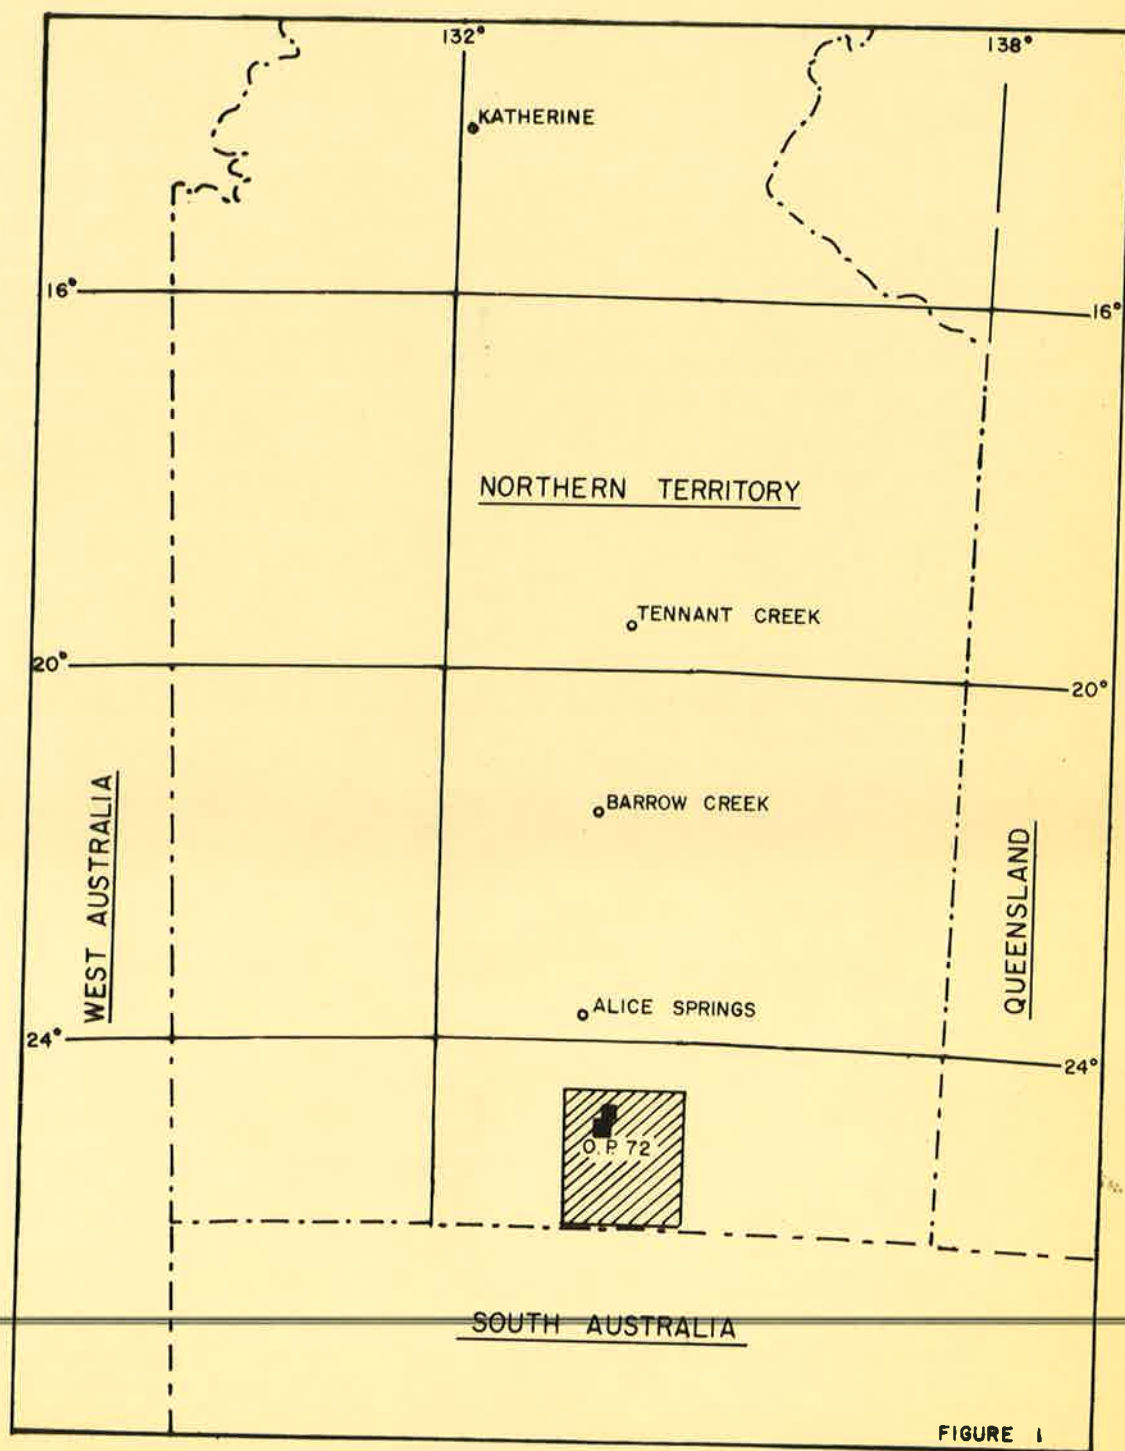 132°
138°
KATHERINE
16°
16°
NORTHERN TERRITORY
TENNANT CREEK
20°
20°
BARROW CREEK
WEST AUSTRALIA
QUEENSLAND
ALICE SPRINGS
24°
24°
O.P. 72
SOUTH AUSTRALIA
FIGURE 1